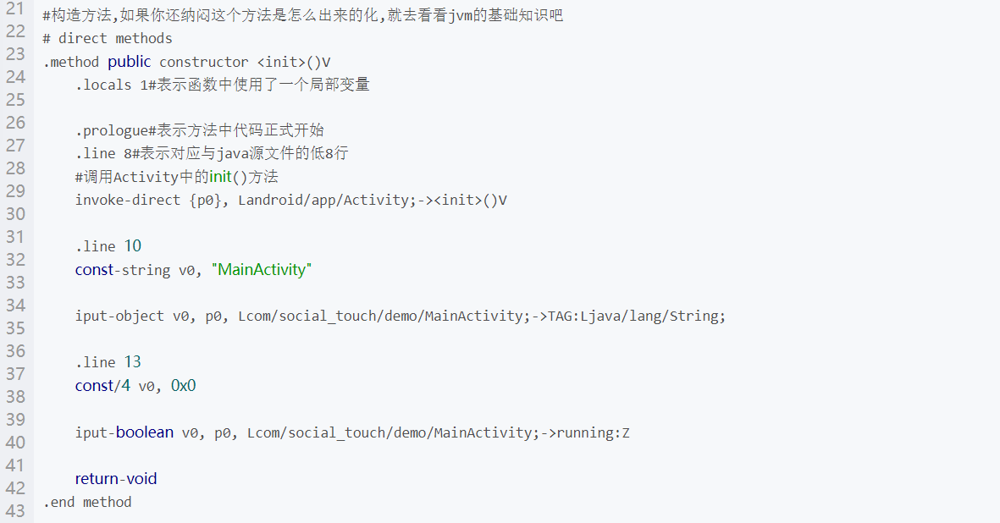 21
22
23
24
25
26
27
28
29
30
31
32
33
34
35
36
37
38
39
40
41
42
43
#构造方法,如果你还纳闷这个方法是怎么出来的化,就去看看jvm的基础知识吧
# direct methods
.method public constructor <init>()V
.locals 1#表示函数中使用了一个局部变量
.prologue#表示方法中代码正式开始
.line 8#表示对应与java源文件的低8行
#调用Activity中的init()方法
invoke-direct {p0}, Landroid/app/Activity;-><init>()V
.line 10
const-string v0, "MainActivity"
iput-object v0, p0, Lcom/social_touch/demo/MainActivity;->TAG:Ljava/lang/String;
.line 13
const/4 v0, 0x0
iput-boolean v0, p0, Lcom/social_touch/demo/MainActivity;->running:Z
return-void
.end method